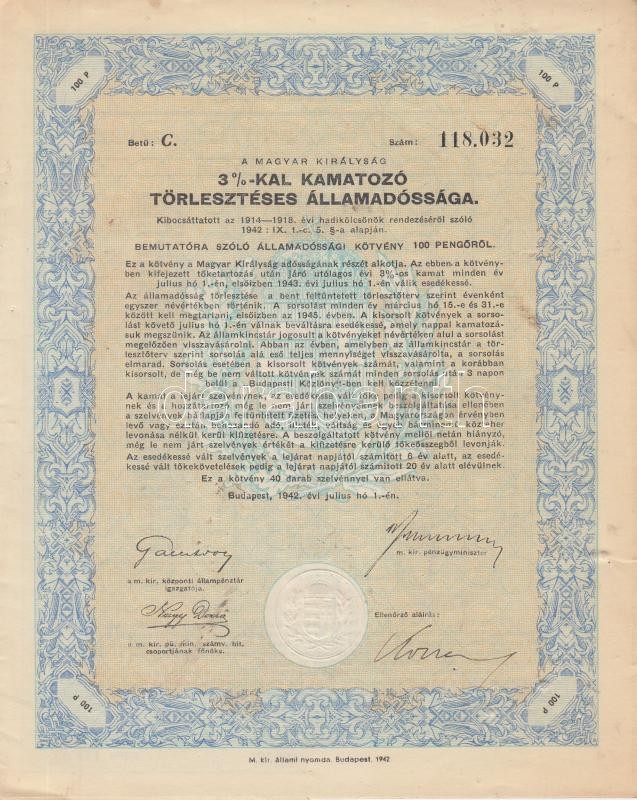 100 P
100 P
Betű: C.
Szám: 118.032
A MAGYAR KIRÁLYSÁG
3%-KAL KAMATOZÓ
TÖRLESZTÉSES ÁLLAMADÓSSÁGA.
Kibocsáttatott az 1914—1918. évi hadikölcsönök rendezéséről szóló
1942 : IX. t.-c. 5. §-a alapján.
BEMUTATÓRA SZÓLÓ ÁLLAMADÓSSÁGI KÖTVÉNY 100 PENGŐRŐL.
Ez a kötvény a Magyar Királyság adósságának részét alkotja. Az ebben a kötvény-
ben kifejezett tőketartozás után járó utólagos évi 3%-os kamat minden év
július hó 1.-én, elsőizben 1943. évi július hó 1.-én válik esedékessé.
Az államadósság törlesztése a bent feltüntetett törlesztőterv szerint évenként
egyszer névértékben történik. A sorsolást minden év március hó 15.-e és 31.-e
között kell megtartani, elsőizben az 1945. évben. A kisorsolt kötvények a sorso-
lást követő július hó 1.-én válnak beváltásra esedékessé, amely nappal kamatozá-
suk megszűnik. Az államkincstár jogosult a kötvényeket névértéken alul a sorsolást
megelőzően visszavásárolni. Abban az évben, amelyben az államkincstár a tör-
lesztőterv szerint sorsolás alá eső teljes mennyiséget visszavásárolta, a sorsolás
elmarad. Sorsolás esetében a kisorsolt kötvények számát, valamint a korábban
kisorsolt, de még be nem váltott kötvények számát minden sorsolás után 3 napon
belül a „Budapesti Közlöny"-ben kell közzétenni.
A kamat a lejárt szelvénynek, az esedékessé vált tőke pedig a kisorsolt kötvény-
nek és a hozzátartozó, még le nem járt szelvényeknek beszolgáltatása ellenében
a szelvények hátlapján feltüntetett fizetési helyeken, a Magyarországon érvényben
levő vagy ezután behozandó adó, illeték, váltság és egyéb bárminemű közteher
levonása nélkül kerül kifizetésre. A beszolgáltatott kötvény mellől netán hiányzó,
még le nem járt szelvények értékét a kifizetésre kerülő tőkeösszegből levonják.
Az esedékessé vált szelvények a lejárat napjától számított 6 év alatt, az esedé-
kessé vált tőkekövetelések pedig a lejárat napjától számított 20 év alatt elévülnek.
Ez a kötvény 40 darab szelvénnyel van ellátva.
Budapest, 1942. évi július hó 1.-én.
m. kir. pénzügyminiszter
a m. kir. központi állampénztár
igazgatója.
Ellenőrző aláírás:
a m. kir. pü. min. számv. hit.
csoportjának főnöke.
100 P
100 P
M. kir. állami nyomda. Budapest, 1942
darabanth